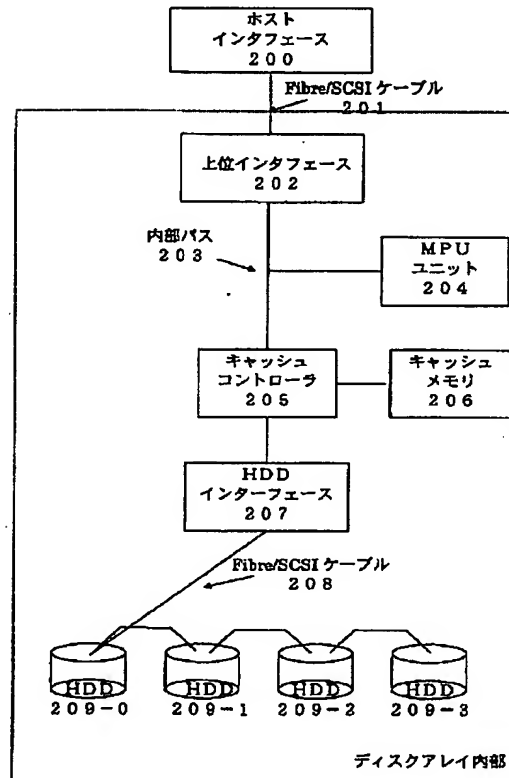 ホスト
インタフェース
200
Fibre/SCSI ケーブル
201
上位インタフェース
202
内部パス
203
MPU
ユニット
204
キャッシュ
コントローラ
205
キャッシュ
メモリ
206
HDD
インターフェース
207
Fibre/SCSI ケーブル
208
HDD
209-0
HDD
209-1
HDD
209-2
HDD
209-3
ディスクアレイ内部